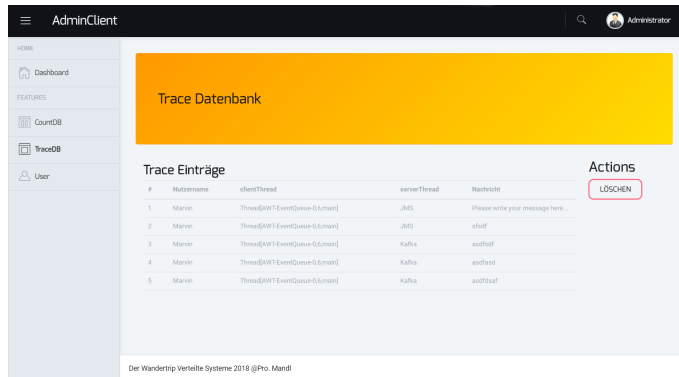 AdminClient
Administrator
HOME
Dashboard
FEATURES
CountDB
TraceDB
User
Trace Datenbank
Trace Einträge
Actions
LÖSCHEN
# Nutzername clientThread serverThread Nachricht
1 Marvin Thread[AWT-EventQueue-0,6,main] JMS Please write your message here...
2 Marvin Thread[AWT-EventQueue-0,6,main] JMS sfsdf
3 Marvin Thread[AWT-EventQueue-0,6,main] Kafka asdfsdf
4 Marvin Thread[AWT-EventQueue-0,6,main] Kafka asdfasd
5 Marvin Thread[AWT-EventQueue-0,6,main] Kafka asdfdsaf
Der Wandertrip Verteilte Systeme 2018 @Pro. Mandl